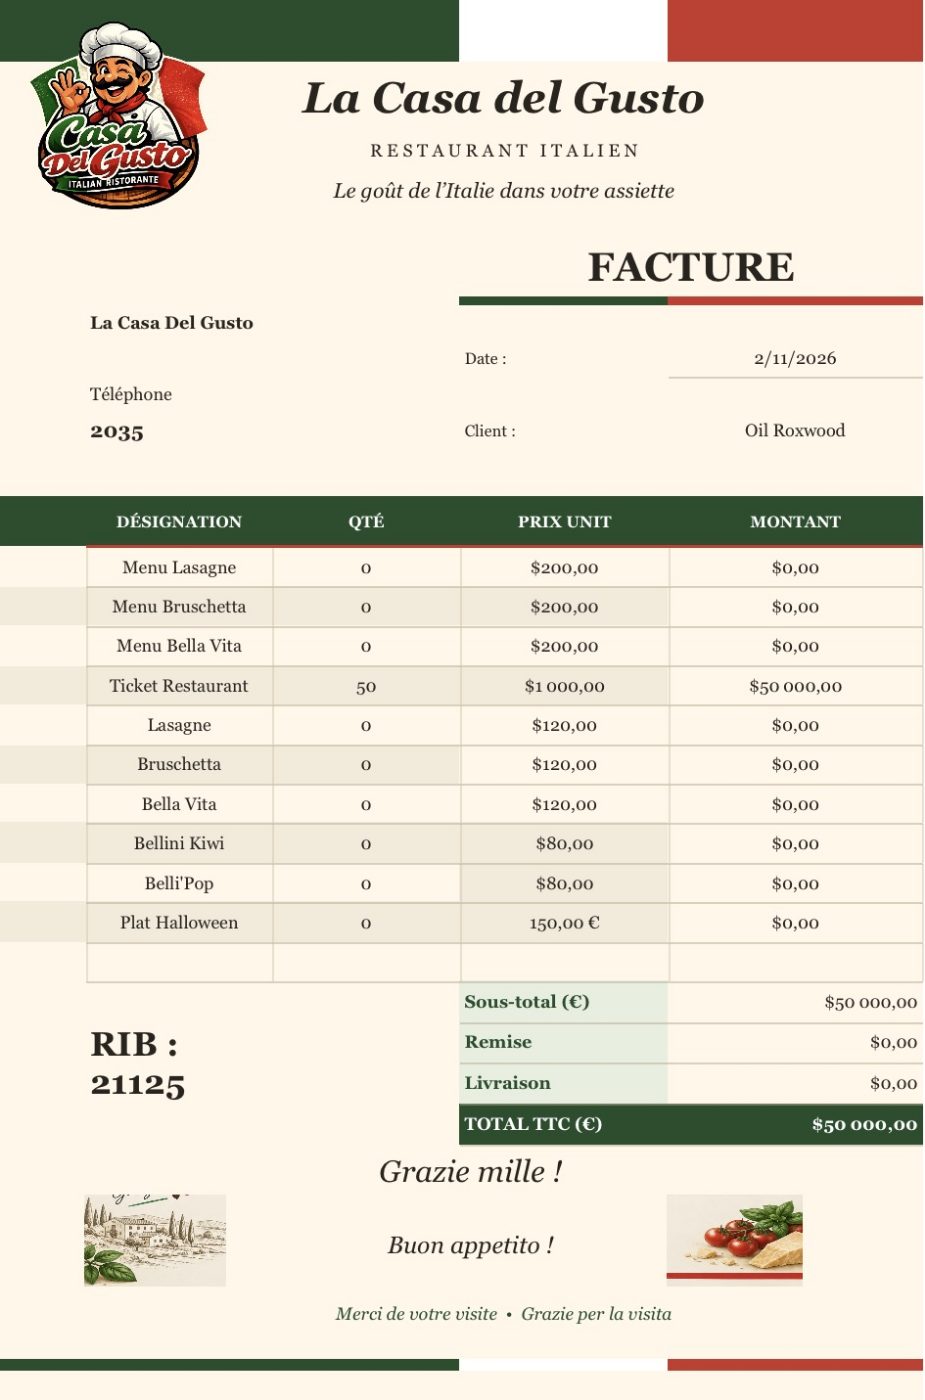 Casa
Del Gusto
ITALIAN RISTORANTE
La Casa del Gusto
RESTAURANT ITALIEN
Le goût de l’Italie dans votre assiette
FACTURE
La Casa Del Gusto
Date : 2/11/2026
Téléphone
2035
Client : Oil Roxwood
DÉSIGNATION QTÉ PRIX UNIT MONTANT
Menu Lasagne 0 $200,00 $0,00
Menu Bruschetta 0 $200,00 $0,00
Menu Bella Vita 0 $200,00 $0,00
Ticket Restaurant 50 $1 000,00 $50 000,00
Lasagne 0 $120,00 $0,00
Bruschetta 0 $120,00 $0,00
Bella Vita 0 $120,00 $0,00
Bellini Kiwi 0 $80,00 $0,00
Belli'Pop 0 $80,00 $0,00
Plat Halloween 0 150,00 € $0,00
Sous-total (€) $50 000,00
RIB :
21125
Remise $0,00
Livraison $0,00
TOTAL TTC (€) $50 000,00
Grazie mille !
Buon appetito !
Merci de votre visite • Grazie per la visita